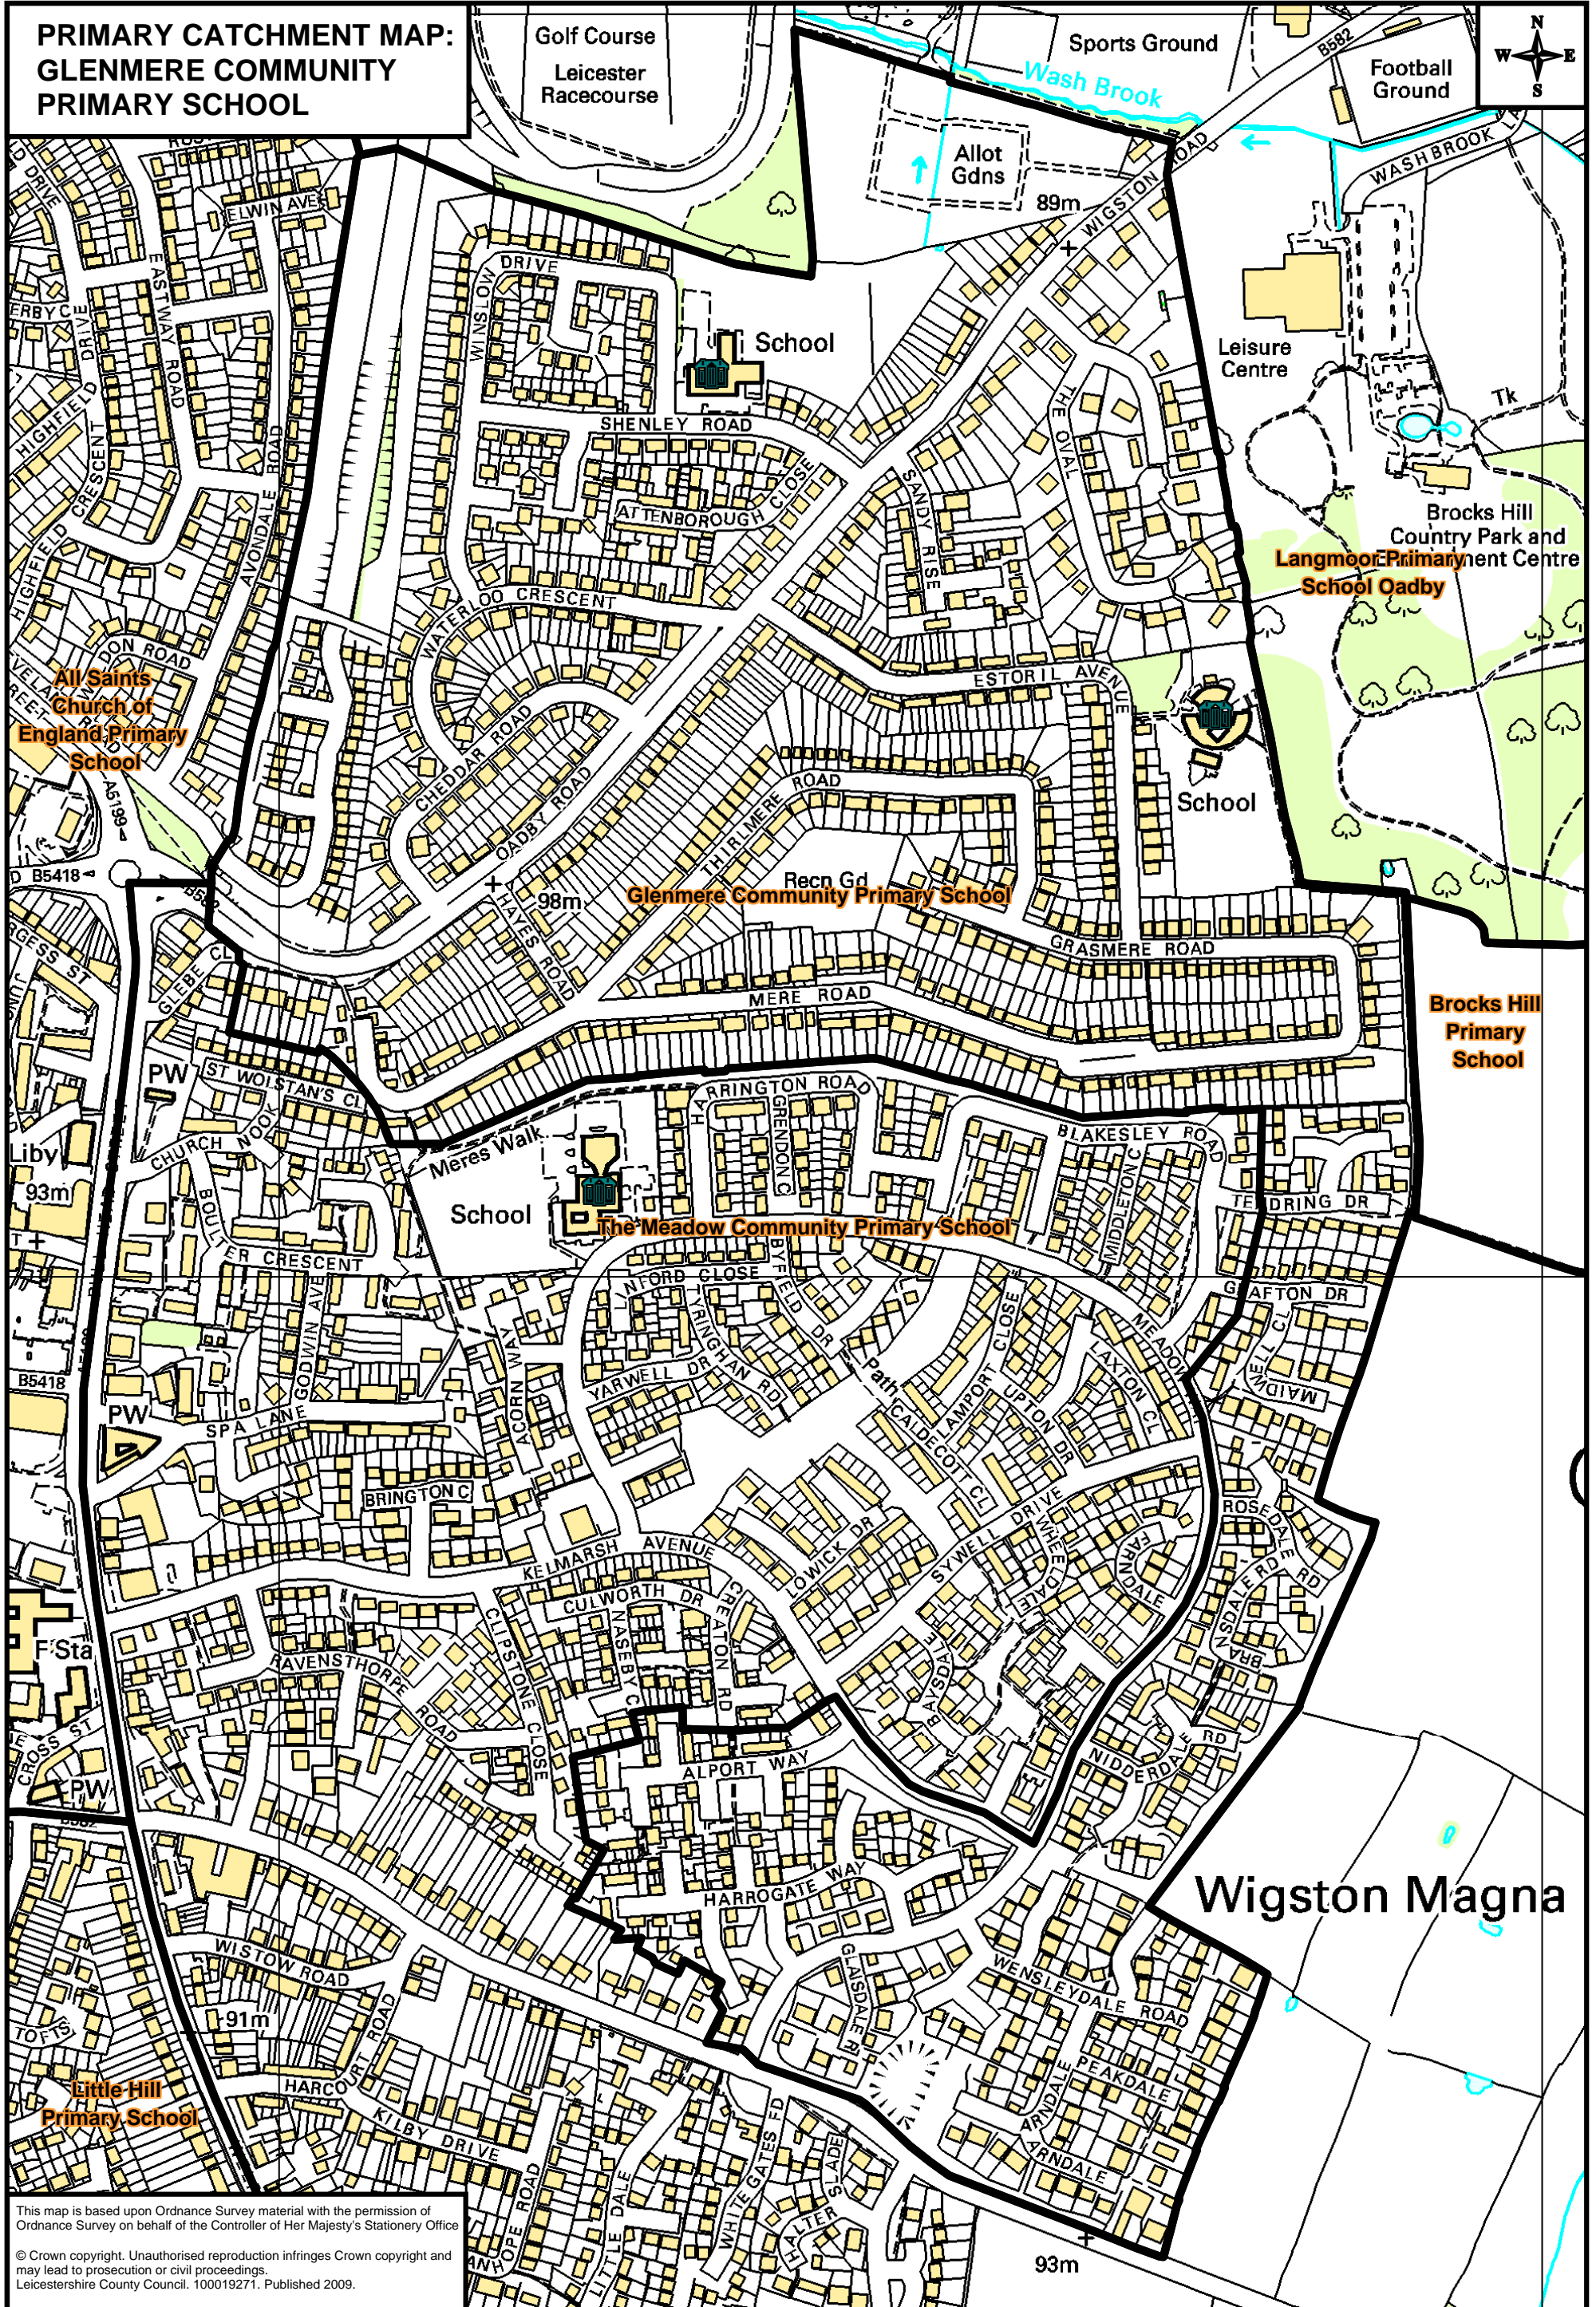 PRIMARY CATCHMENT MAP:
GLENMERE COMMUNITY
PRIMARY SCHOOL
Golf Course
Leicester
Racecourse
Sports Ground
B582
Football
Ground
N
W E
S
Wash Brook
Allot
Gdns
89m
WIGSTON ROAD
WASHBROOK
ELWIN AVE
EASTWAY ROAD
DRIVE
DRIVE
HIGHFIELD
HIGHFIELD CRESCENT
CRESCENT
AVONDALE ROAD
WINSLOW DRIVE
School
SHENLEY ROAD
ATTENBOROUGH CLOSE
SANDY RISE
THE OVAL
Leisure
Centre
Tk
Brocks Hill
Country Park and
Langmoor Primary
School Oadby
WATERLOO CRESCENT
ESTORIL AVENUE
All Saints
Church of
England Primary
School
A5199
B5418
CHEDDAR ROAD
OADBY ROAD
THIRLMERE ROAD
School
Recn Gd
98m
Glenmere Community Primary School
HAYES ROAD
GRASMERE ROAD
MERE ROAD
GLEBE CL
Brocks Hill
Primary
School
PW
ST WOLSTAN'S CL
CHURCH NOOK
Meres Walk
HARRINGTON ROAD
GRENDON C
BLAKESLEY ROAD
Liby
93m
BOULTER CRESCENT
School
The Meadow Community Primary School
MIDDLETON C
TENDRING DR
LINFORD CLOSE
BYFIELD DR
GRAFTON DR
GODWIN AVE
TYRINGHAN RD
MAIDWELL CL
B5418
ACORN WAY
YARWELL DR
Path
LAMPORT CLOSE
UPTON DR
LAXTON CL
PW
SPA LANE
CALDECOTT CL
BRINGTON C
ROSEDALE RD
KELMARSH AVENUE
LOWICK DR
SYWELL DRIVE
WHEELDALE
FARNDALE
BRANSDALE RD
CULWORTH DR
NASEBY C
CREATON RD
CLIPSTONE CLOSE
F Sta
RAVENSTHORPE ROAD
BAYSDALE
CROSS ST
PW
ALPORT WAY
NIDDERDALE RD
HARROGATE WAY
Wigston Magna
WISTOW ROAD
GLAISDALE R
WENSLEYDALE ROAD
91m
TOFTS
HARCOURT ROAD
ARNDALE
PEAKDALE
ARNDALE
Little Hill
Primary School
KILBY DRIVE
LITTLE DALE
WHITE GATES
HALTER
SLADE
93m
This map is based upon Ordnance Survey material with the permission of
Ordnance Survey on behalf of the Controller of Her Majesty's Stationery Office
© Crown copyright. Unauthorised reproduction infringes Crown copyright and
may lead to prosecution or civil proceedings.
Leicestershire County Council. 100019271. Published 2009.